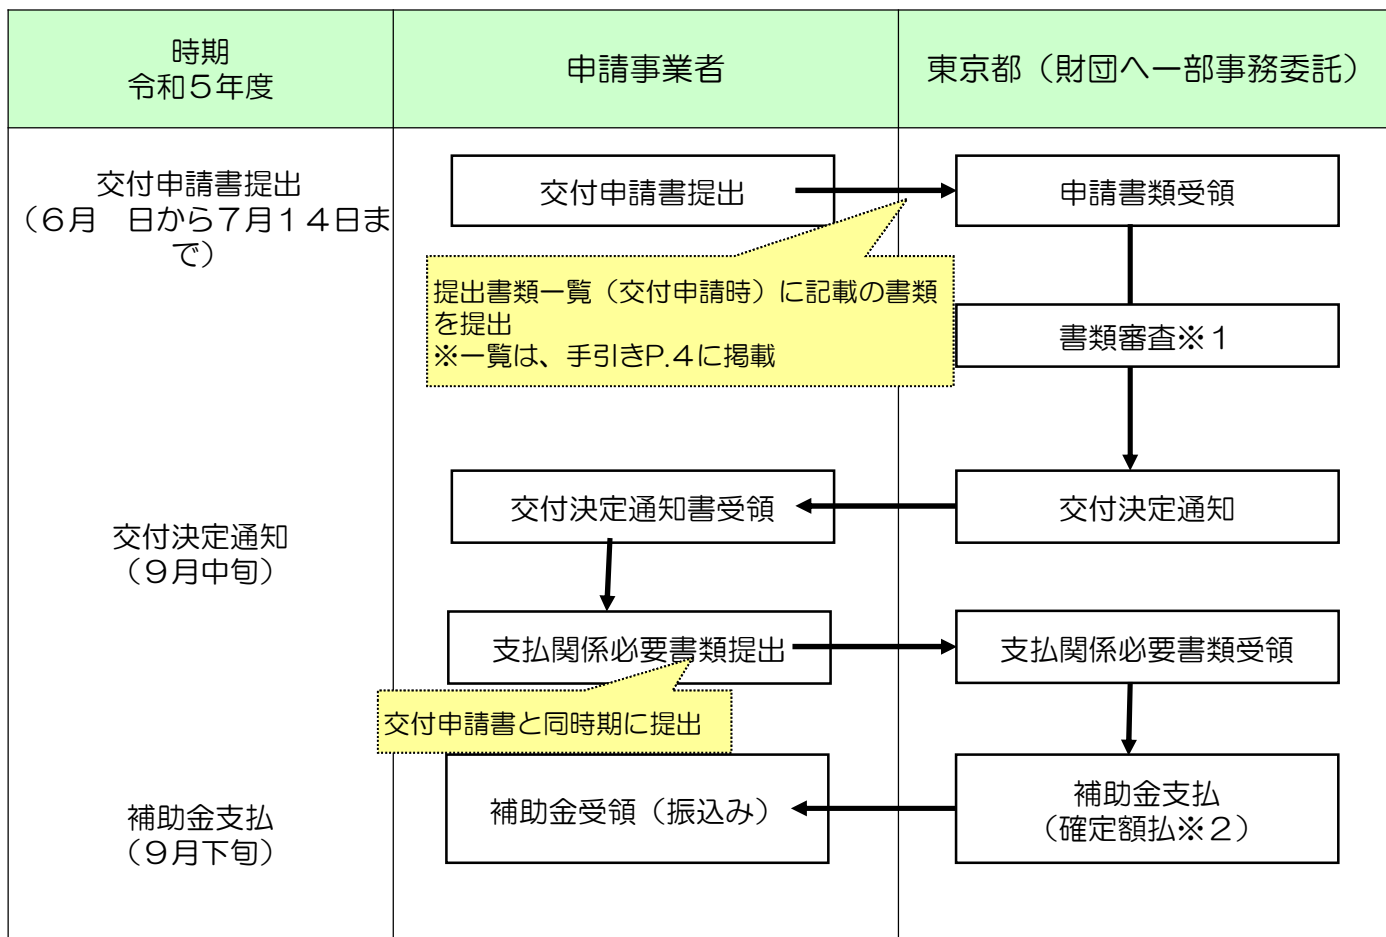 時期
令和５年度
申請事業者
東京都（財団へ一部事務委託）
交付申請書提出
（６月　日から７月１４日ま
で）
交付申請書提出
申請書類受領
提出書類一覧（交付申請時）に記載の書類
を提出
※一覧は、手引きP.４に掲載
書類審査※１
交付決定通知
（９月中旬）
交付決定通知書受領
交付決定通知
支払関係必要書類提出
支払関係必要書類受領
交付申請書と同時期に提出
補助金支払
（９月下旬）
補助金受領（振込み）
補助金支払
（確定額払※２）